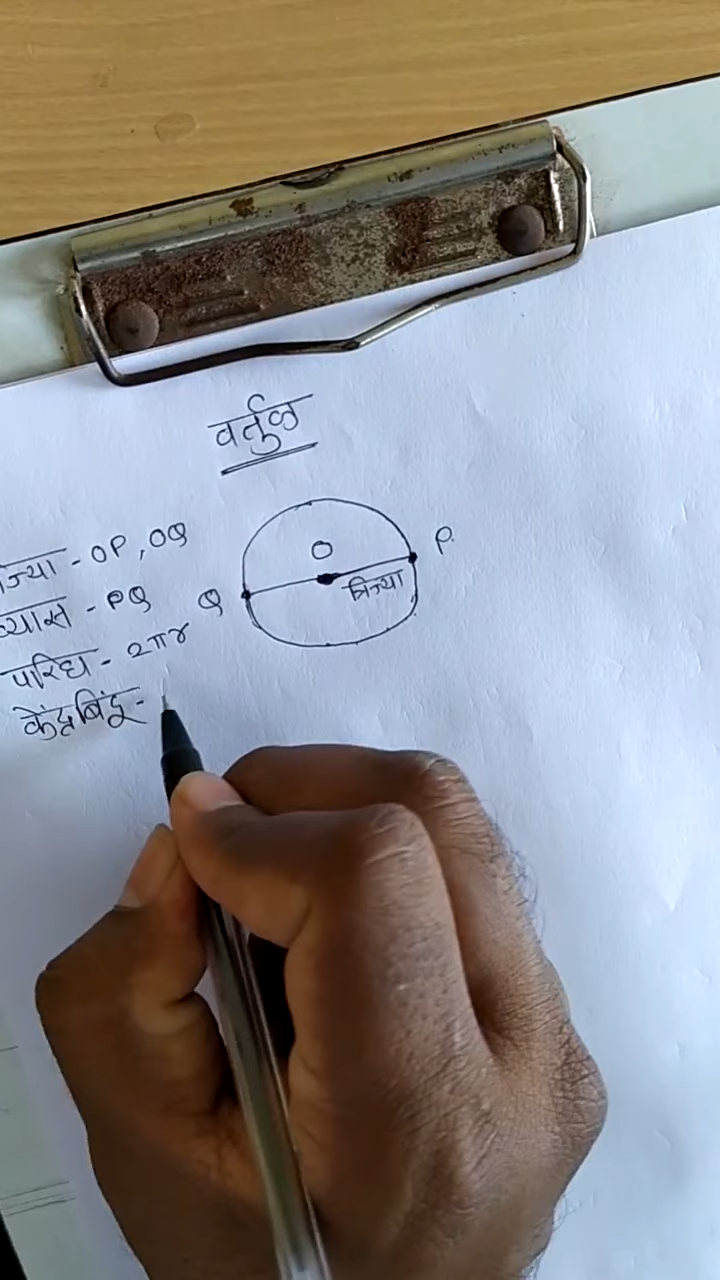 वर्तुळ
त्रिज्या - OP, OQ
व्यास - PQ
परिघ - 2πr
केंद्रबिंदू -
O
P.
Q
त्रिज्या